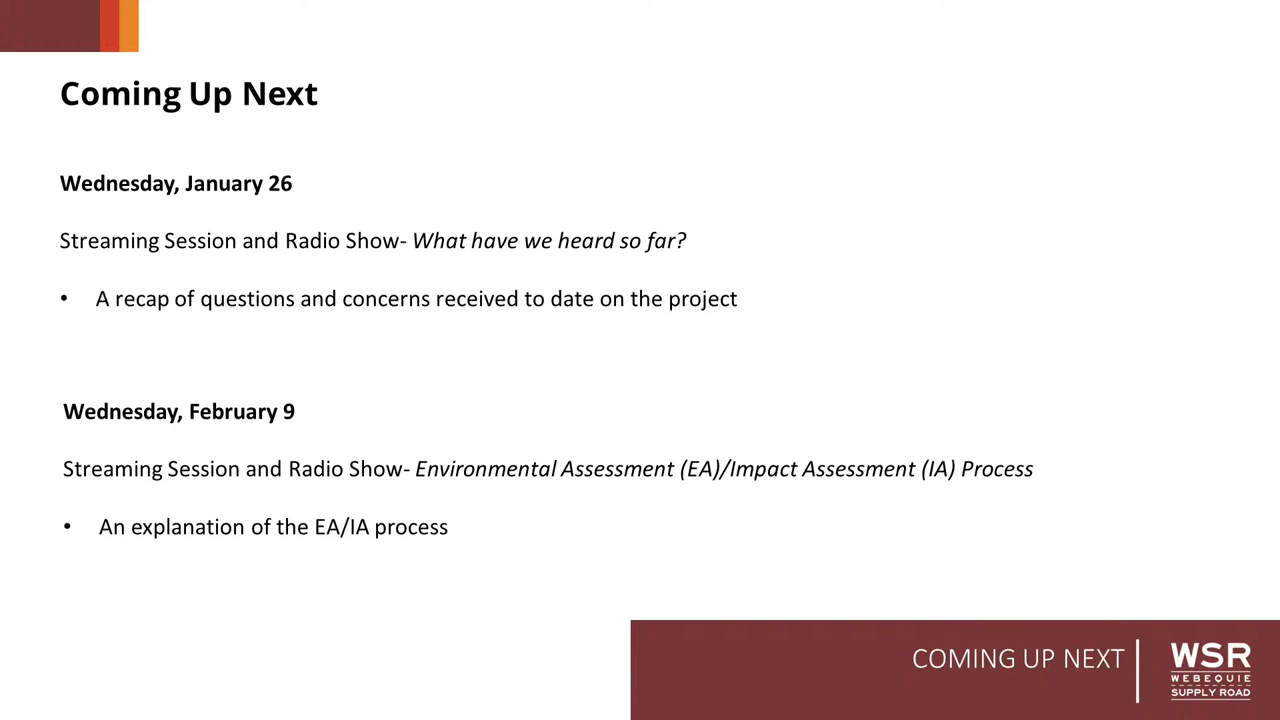 Coming Up Next
Wednesday, January 26
Streaming Session and Radio Show- What have we heard so far?
• A recap of questions and concerns received to date on the project
Wednesday, February 9
Streaming Session and Radio Show- Environmental Assessment (EA)/Impact Assessment (IA) Process
• An explanation of the EA/IA process
COMING UP NEXT
WSR
WEBEQUIE
SUPPLY ROAD